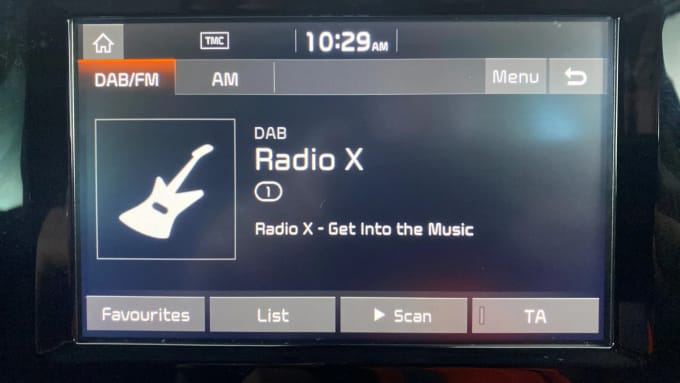 TMC
10:29AM
DAB/FM AM Menu
DAB
Radio X
1
Radio X - Get Into the Music
Favourites List Scan TA